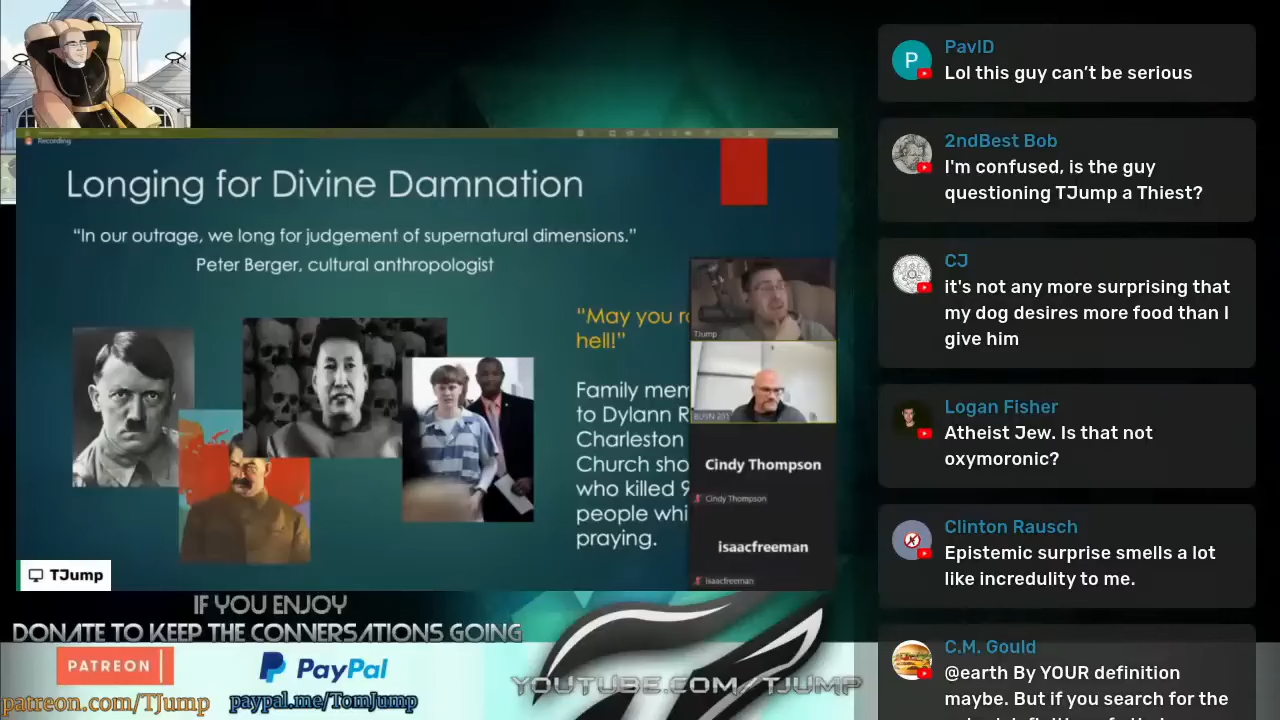 Recording
Longing for Divine Damnation
“In our outrage, we long for judgement of supernatural dimensions.”
Peter Berger, cultural anthropologist
“May you
hell!”
Family mem
to Dylann R
Charleston
Church sho
who killed 9
people whi
praying.
TJump
Cindy Thompson
Cindy Thompson
isaacfreeman
isaacfreeman
TJump
IF YOU ENJOY
DONATE TO KEEP THE CONVERSATIONS GOING
PATREON
PayPal
patreon.com/TJump
paypal.me/TomJump
YOUTUBE.COM/TJUMP
P
PavID
Lol this guy can’t be serious
2ndBest Bob
I'm confused, is the guy
questioning TJump a Thiest?
CJ
it's not any more surprising that
my dog desires more food than I
give him
Logan Fisher
Atheist Jew. Is that not
oxymoronic?
Clinton Rausch
Epistemic surprise smells a lot
like incredulity to me.
C.M. Gould
@earth By YOUR definition
maybe. But if you search for the